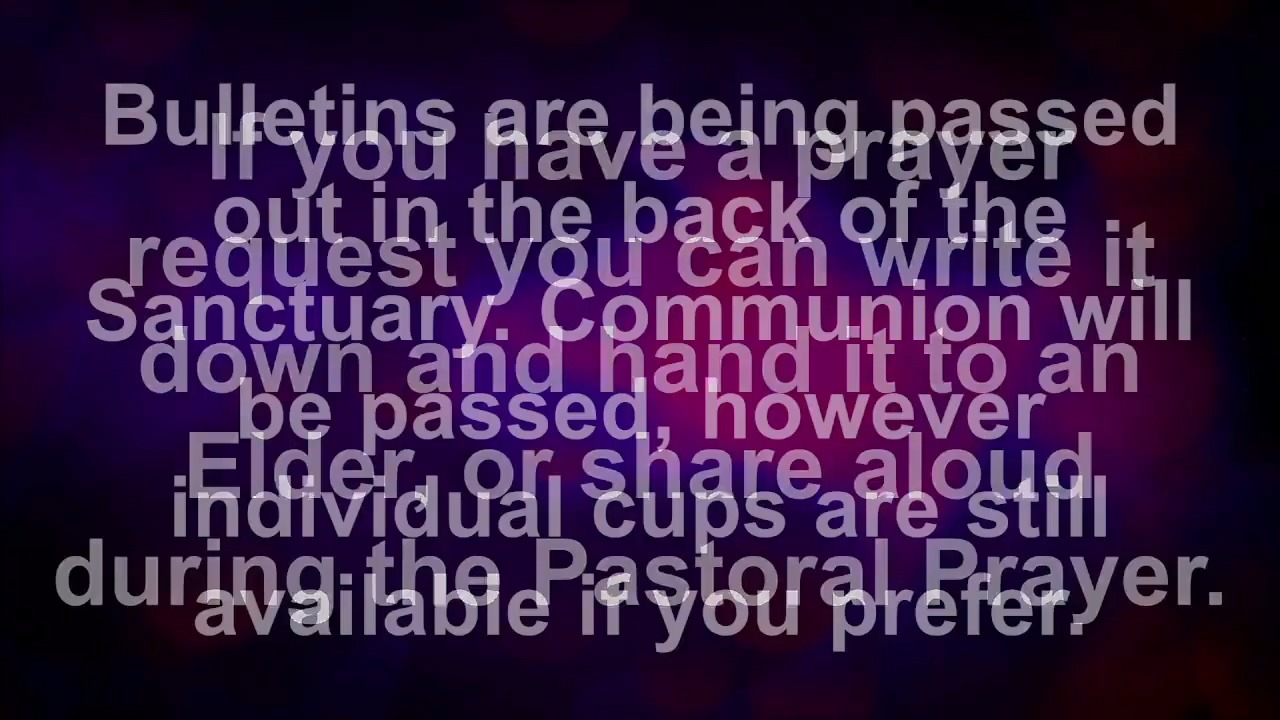 Bulletins are being passed
out in the back of the
Sanctuary. Communion will
be passed, however
individual cups are still
available if you prefer.
If you have a prayer
request you can write it
down and hand it to an
Elder, or share aloud
during the Pastoral Prayer.